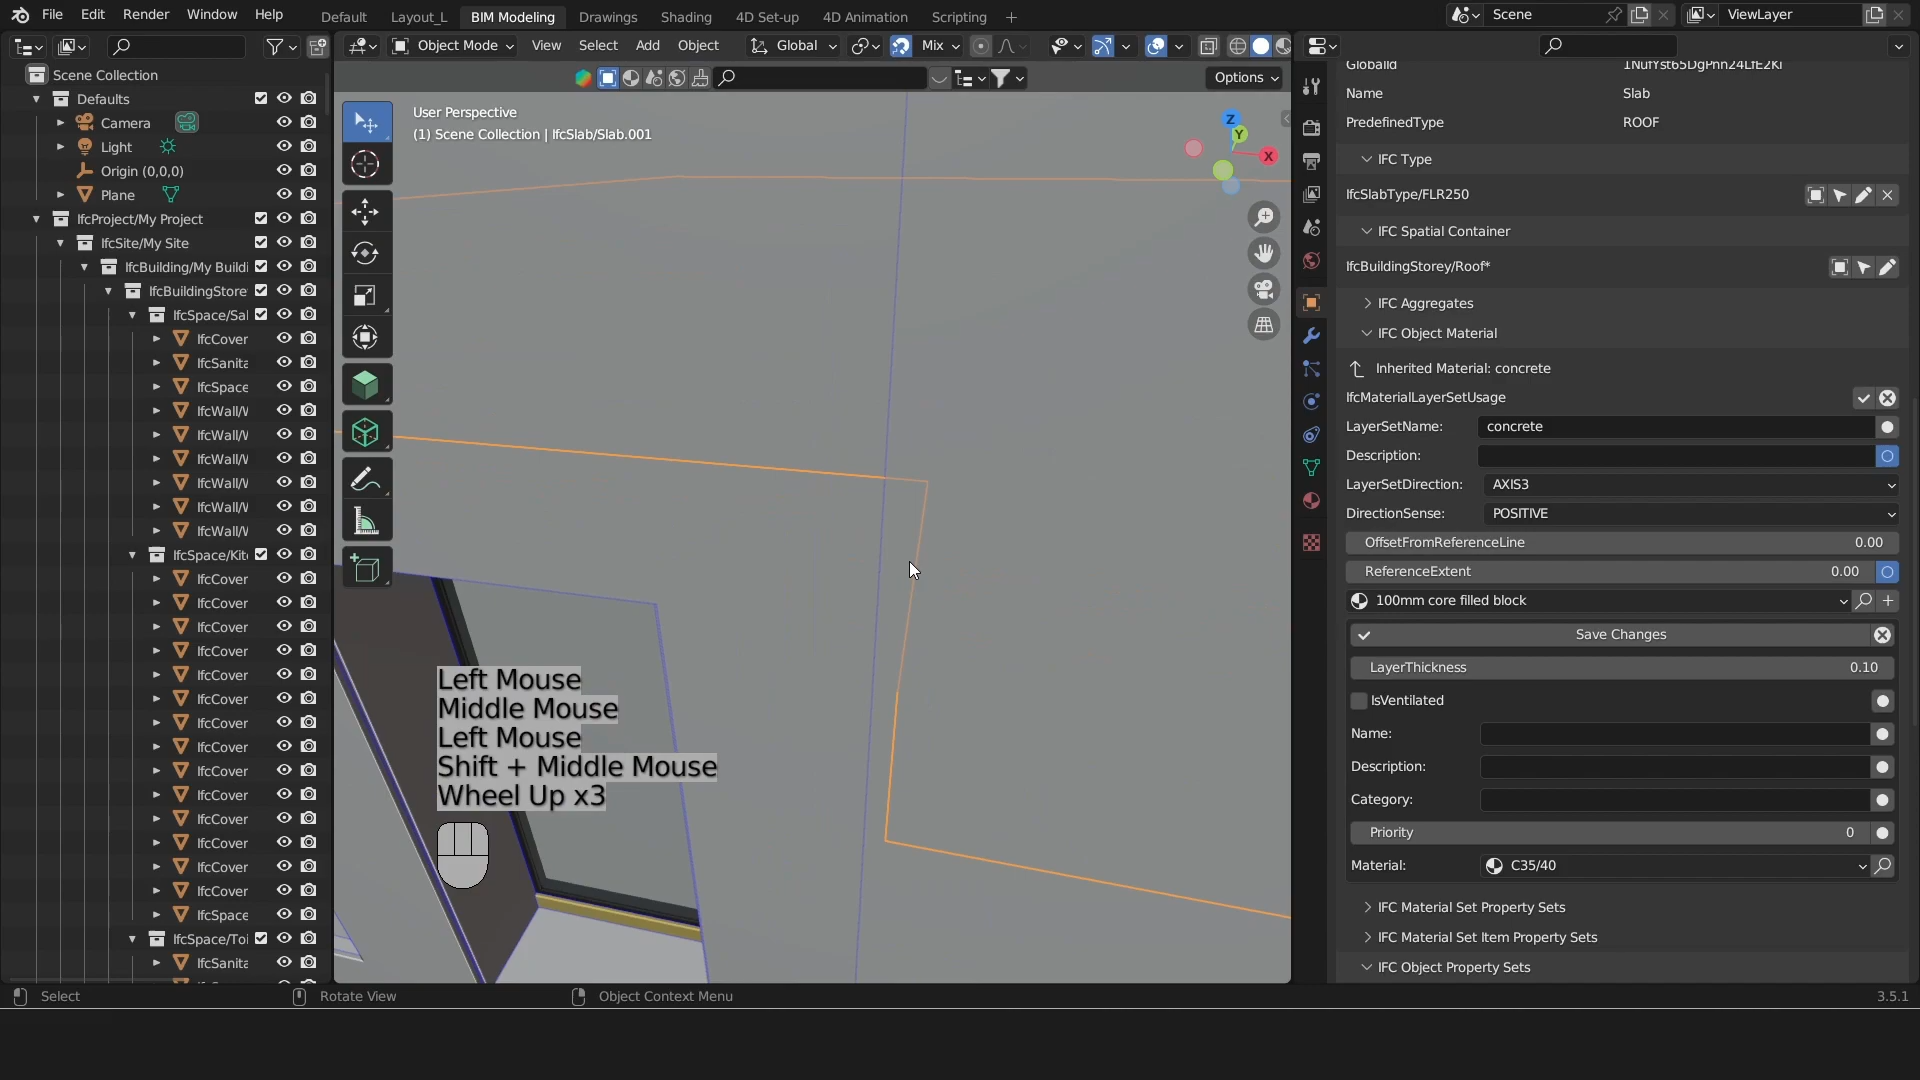 File Edit Render Window Help
Default Layout_L BIM Modeling Drawings Shading 4D Set-up 4D Animation Scripting
Scene
ViewLayer
Object Mode View Select Add Object Global Mix
Options
Scene Collection
Defaults
Camera
Light
Origin (0,0,0)
Plane
IfcProject/My Project
IfcSite/My Site
IfcBuilding/My Buildi
IfcBuildingStore
IfcSpace/Sal
IfcCover
IfcSanita
IfcSpace
IfcWall/W
IfcWall/W
IfcWall/W
IfcWall/W
IfcWall/W
IfcWall/W
IfcSpace/Kit
IfcCover
IfcCover
IfcCover
IfcCover
IfcCover
IfcCover
IfcCover
IfcCover
IfcCover
IfcCover
IfcCover
IfcCover
IfcCover
IfcCover
IfcSpace
IfcSpace/Toi
IfcSanita
User Perspective
(1) Scene Collection | IfcSlab/Slab.001
Z
Y
X
Left Mouse
Middle Mouse
Left Mouse
Shift + Middle Mouse
Wheel Up x3
GlobalId
Name Slab
PredefinedType ROOF
IFC Type
IfcSlabType/FLR250
IFC Spatial Container
IfcBuildingStorey/Roof*
IFC Aggregates
IFC Object Material
Inherited Material: concrete
IfcMaterialLayerSetUsage
LayerSetName: concrete
Description:
LayerSetDirection: AXIS3
DirectionSense: POSITIVE
OffsetFromReferenceLine 0.00
ReferenceExtent 0.00
100mm core filled block
Save Changes
LayerThickness 0.10
IsVentilated
Name:
Description:
Category:
Priority 0
Material: C35/40
IFC Material Set Property Sets
IFC Material Set Item Property Sets
IFC Object Property Sets
Select Rotate View Object Context Menu 3.5.1